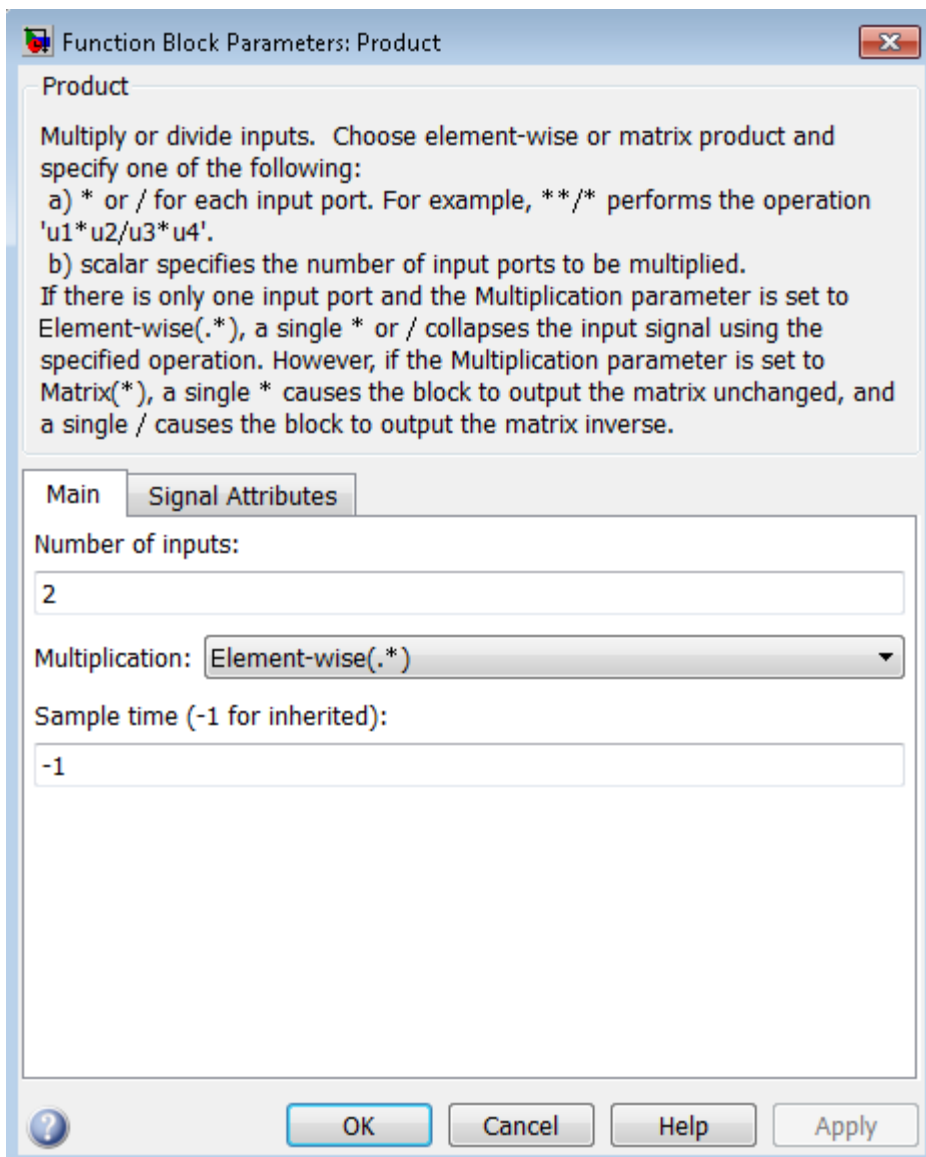 Function Block Parameters: Product
Product
Multiply or divide inputs.  Choose element-wise or matrix product and
specify one of the following:
a) * or / for each input port. For example, **/* performs the operation
'u1*u2/u3*u4'.
b) scalar specifies the number of input ports to be multiplied.
If there is only one input port and the Multiplication parameter is set to
Element-wise(.*), a single * or / collapses the input signal using the
specified operation. However, if the Multiplication parameter is set to
Matrix(*), a single * causes the block to output the matrix unchanged, and
a single / causes the block to output the matrix inverse.
Main Signal Attributes
Number of inputs:
2
Multiplication: Element-wise(.*)
Sample time (-1 for inherited):
-1
? OK Cancel Help Apply